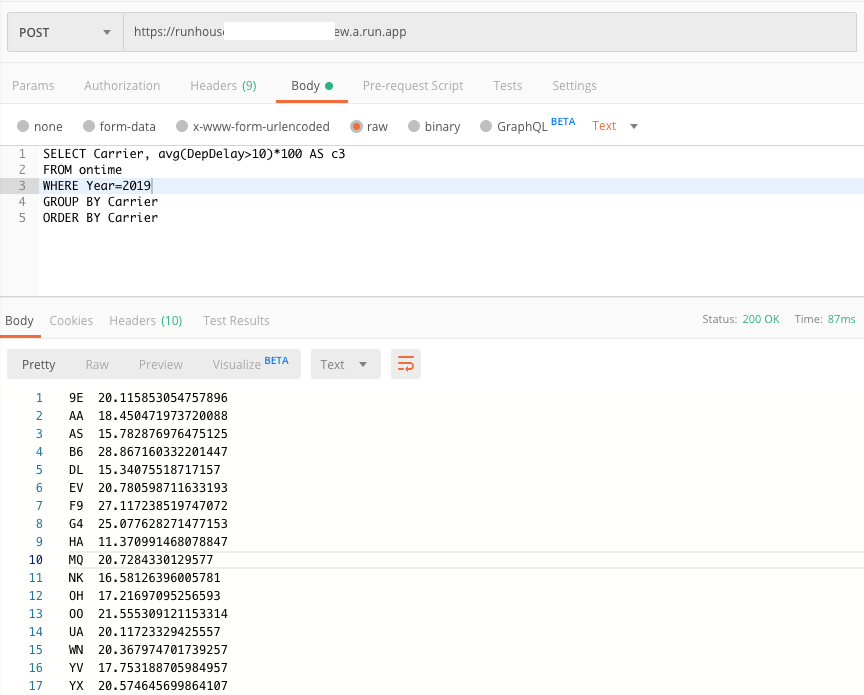 POST https://runhous ew.a.run.app
Params Authorization Headers (9) Body Pre-request Script Tests Settings
none form-data x-www-form-urlencoded raw binary GraphQL BETA Text
1 SELECT Carrier, avg(DepDelay>10)*100 AS c3
2 FROM ontime
3 WHERE Year=2019
4 GROUP BY Carrier
5 ORDER BY Carrier
Body Cookies Headers (10) Test Results Status: 200 OK Time: 87ms
Pretty Raw Preview Visualize BETA Text
1 9E 20.115853054757896
2 AA 18.450471973720088
3 AS 15.782876976475125
4 B6 28.867160332201447
5 DL 15.34075518717157
6 EV 20.780598711633193
7 F9 27.117238519747072
8 G4 25.077628271477153
9 HA 11.370991468078847
10 MQ 20.7284330129577
11 NK 16.58126396005781
12 OH 17.21697095256593
13 OO 21.555309121153314
14 UA 20.11723329425557
15 WN 20.367974701739257
16 YV 17.753188705984957
17 YX 20.574645699864107